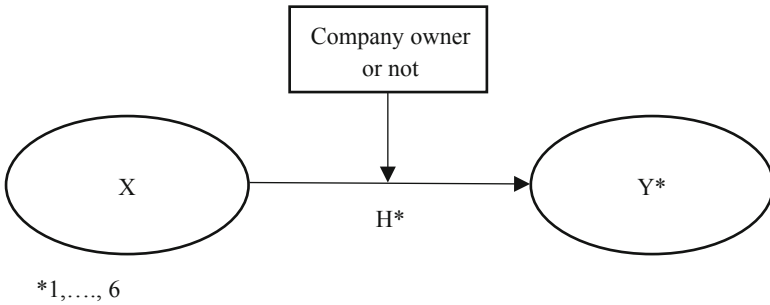 Company owner
or not
X
Y*
H*
*1,...., 6